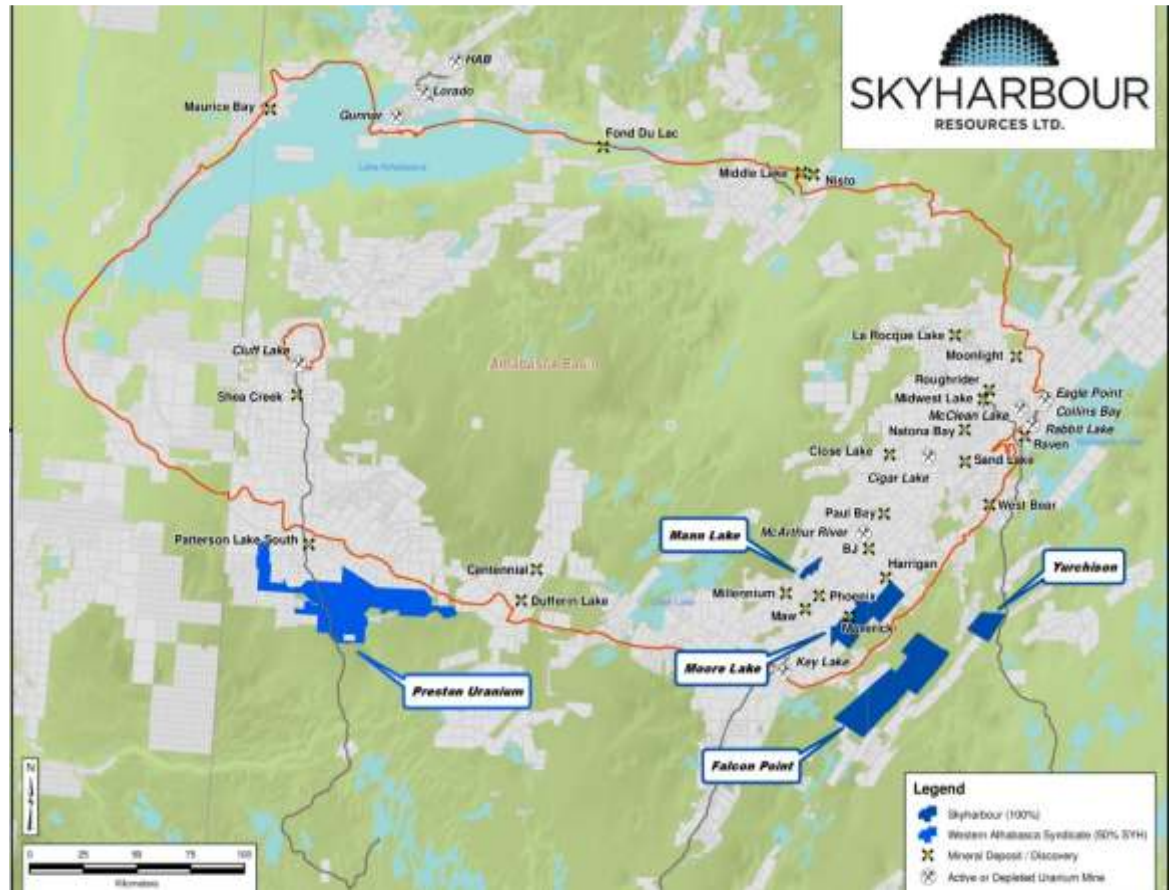 SKYHARBOUR
RESOURCES LTD.
HAB
Lorado
Maurice Bay
Gunnar
Fond Du Lac
Lake Athabasca
Middle Lake
Nisto
La Rocque Lake
Cluff Lake
Moonlight
Athabasca Basin
Shea Creek
Roughrider
Eagle Point
Midwest Lake
McClean Lake
Collins Bay
Natona Bay
Rabbit Lake
Raven
Close Lake
Sand Lake
Cigar Lake
West Bear
Paul Bay
McArthur River
Patterson Lake South
Mann Lake
BJ
Yurchison
Centennial
Harrigan
Millennium
Phoenix
Dufferin Lake
Maw
Maverick
Moore Lake
Key Lake
Preston Uranium
Falcon Point
N
Legend
Skyharbour (100%)
Western Athabasca Syndicate (50% SYH)
Mineral Deposit / Discovery
Active or Depleted Uranium Mine
0 25 50 75 100
Kilometers